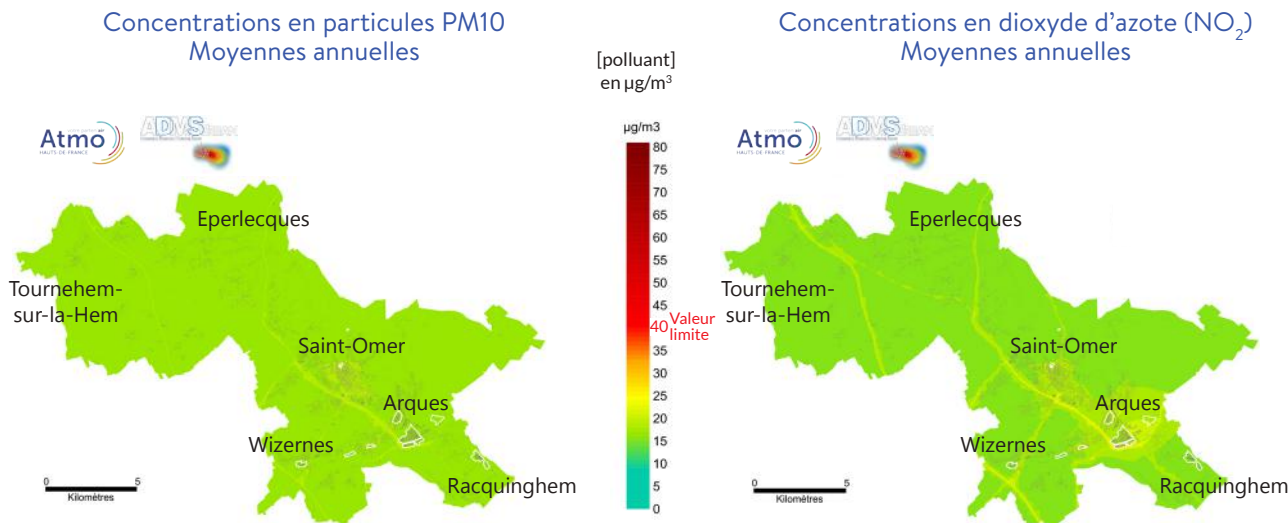 Concentrations en particules PM10
Moyennes annuelles
Atmo
HAUTS DE FRANCE
ADMS
Eperlecques
Tournehem-
sur-la-Hem
Saint-Omer
Arques
Wizernes
Racquinghem
0 5
Kilomètres
[polluant]
en µg/m³
µg/m3
80
75
70
65
60
55
50
45
40 Valeur
limite
35
30
25
20
15
10
5
0
Concentrations en dioxyde d’azote (NO₂)
Moyennes annuelles
Atmo
HAUTS DE FRANCE
ADMS
Eperlecques
Tournehem-
sur-la-Hem
Saint-Omer
Arques
Wizernes
Racquinghem
0 5
Kilomètres